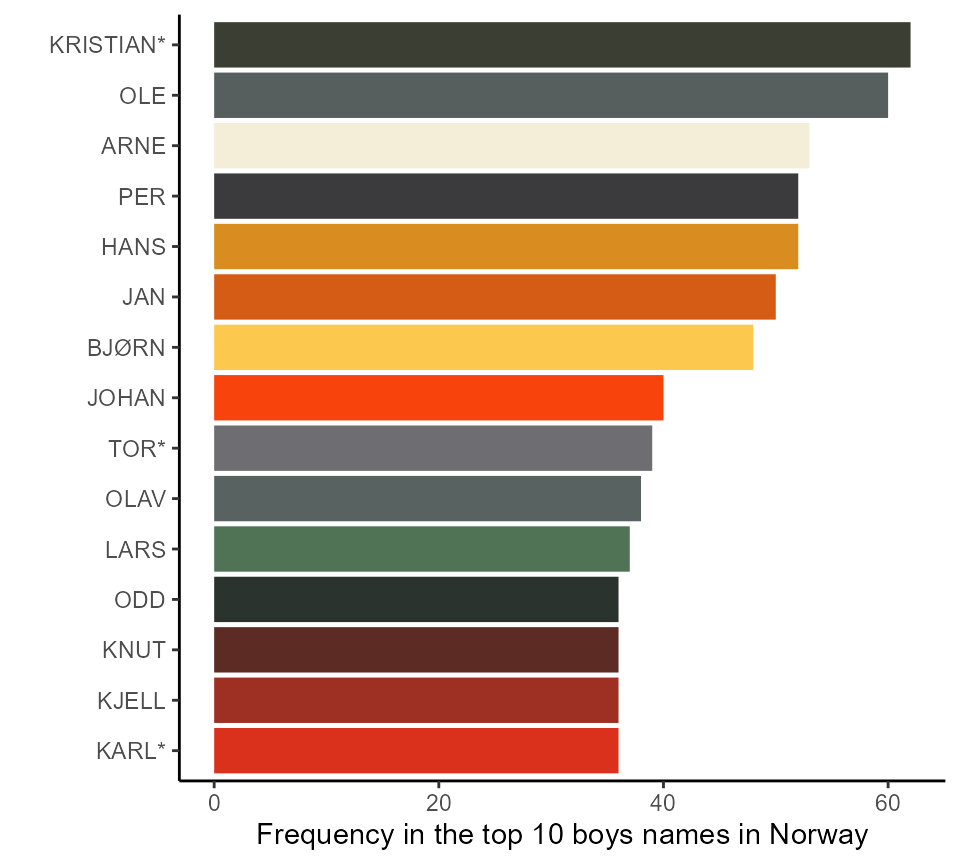 KRISTIAN*
OLE
ARNE
PER
HANS
JAN
BJØRN
JOHAN
TOR*
OLAV
LARS
ODD
KNUT
KJELL
KARL*
0 20 40 60
Frequency in the top 10 boys names in Norway